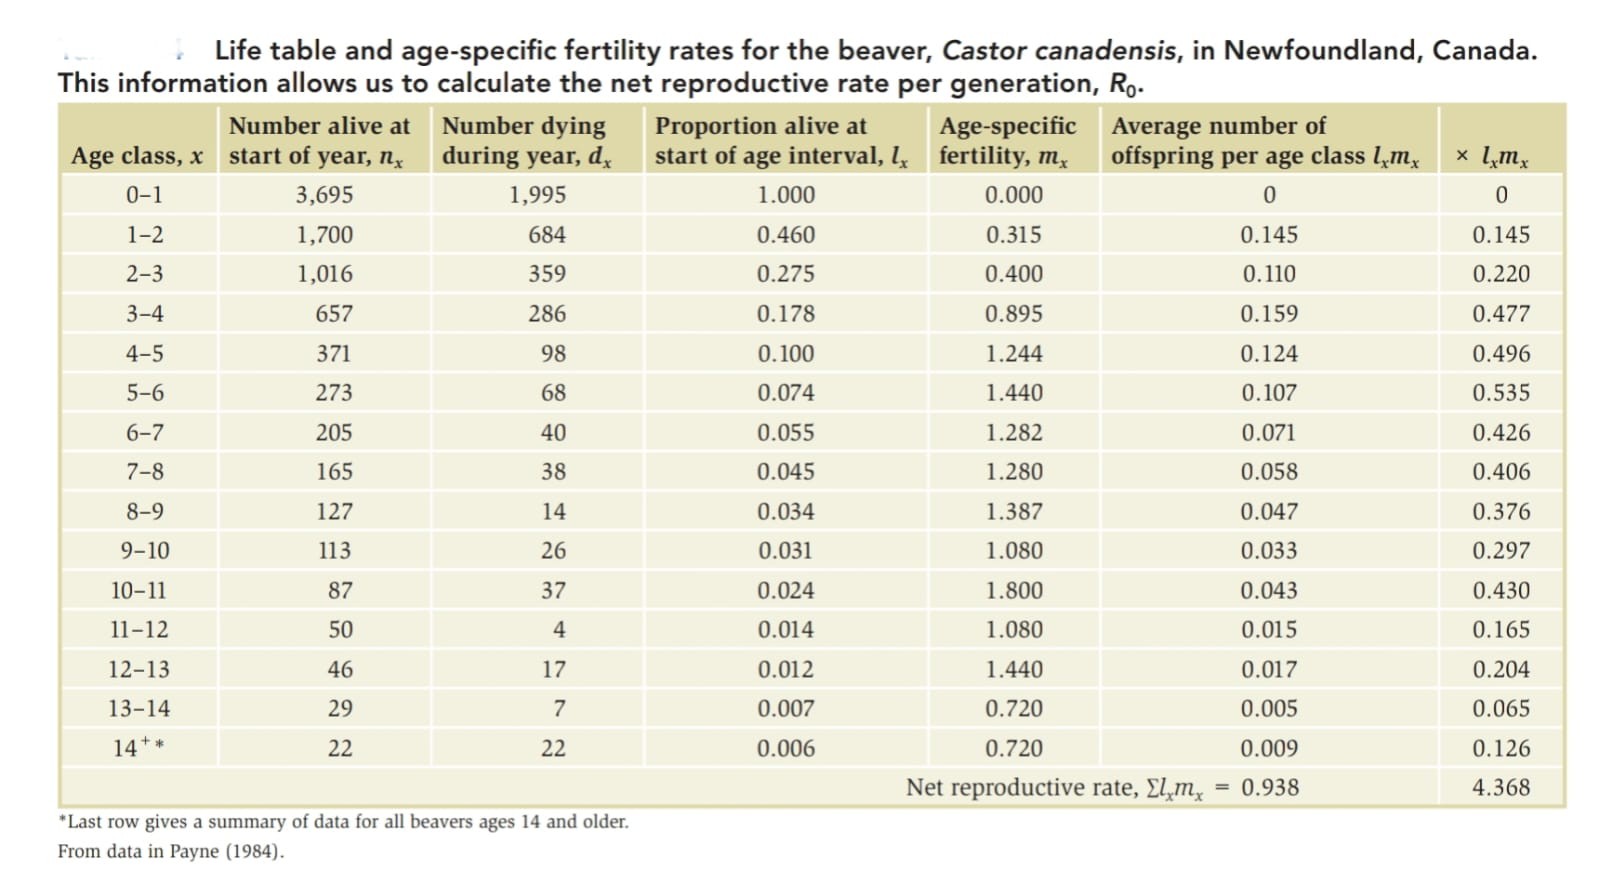 Life table and age-specific fertility rates for the beaver, Castor canadensis, in Newfoundland, Canada.
This information allows us to calculate the net reproductive rate per generation, R₀.
Age class, x Number alive at start of year, nₓ Number dying during year, dₓ Proportion alive at start of age interval, lₓ Age-specific fertility, mₓ Average number of offspring per age class lₓmₓ × lₓmₓ
0–1 3,695 1,995 1.000 0.000 0 0
1–2 1,700 684 0.460 0.315 0.145 0.145
2–3 1,016 359 0.275 0.400 0.110 0.220
3–4 657 286 0.178 0.895 0.159 0.477
4–5 371 98 0.100 1.244 0.124 0.496
5–6 273 68 0.074 1.440 0.107 0.535
6–7 205 40 0.055 1.282 0.071 0.426
7–8 165 38 0.045 1.280 0.058 0.406
8–9 127 14 0.034 1.387 0.047 0.376
9–10 113 26 0.031 1.080 0.033 0.297
10–11 87 37 0.024 1.800 0.043 0.430
11–12 50 4 0.014 1.080 0.015 0.165
12–13 46 17 0.012 1.440 0.017 0.204
13–14 29 7 0.007 0.720 0.005 0.065
14⁺* 22 22 0.006 0.720 0.009 0.126
Net reproductive rate, Σlₓmₓ = 0.938 4.368
*Last row gives a summary of data for all beavers ages 14 and older.
From data in Payne (1984).